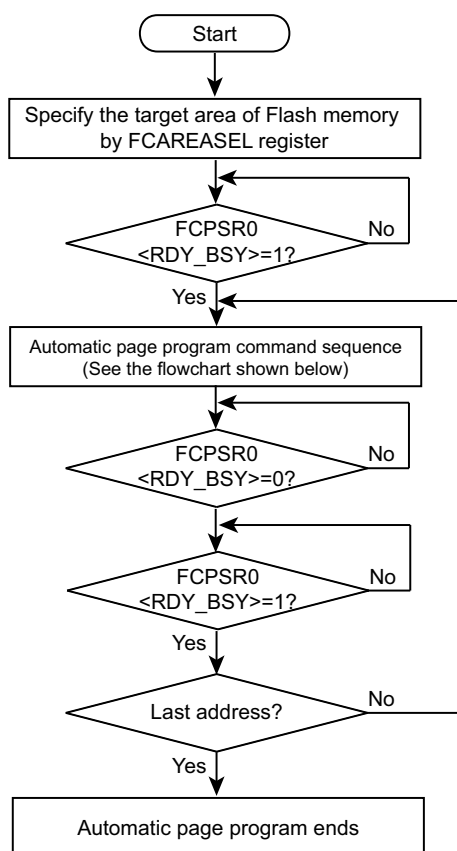 Start
Specify the target area of Flash memory
by FCAREASEL register
FCPSR0
<RDY_BSY>=1?
No
Yes
Automatic page program command sequence
(See the flowchart shown below)
FCPSR0
<RDY_BSY>=0?
No
FCPSR0
<RDY_BSY>=1?
No
Yes
Last address?
No
Yes
Automatic page program ends